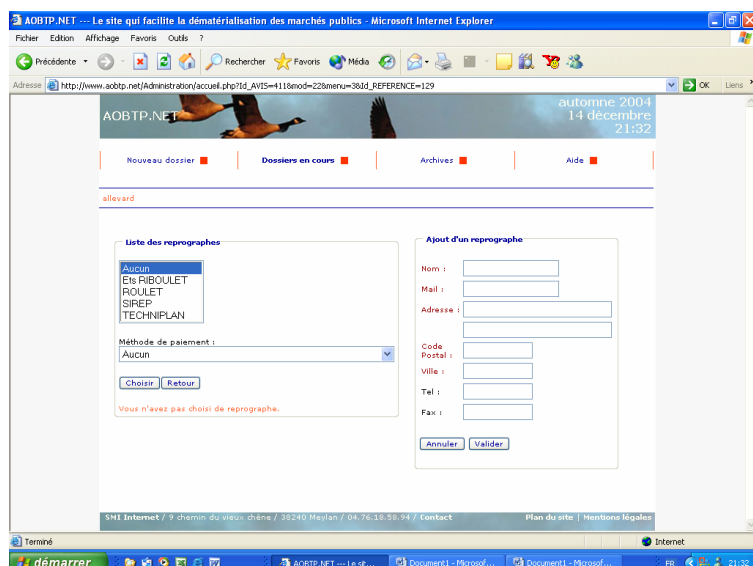 AOBTP.NET --- Le site qui facilite la dématérialisation des marchés publics - Microsoft Internet Explorer
Fichier Edition Affichage Favoris Outils ?
Précédente Rechercher Favoris Média
Adresse http://www.aobtp.net/Administration/accueil.php?Id_AVIS=411&mod=22&menu=3&Id_REFERENCE=129 OK Liens »
AOBTP.NET
automne 2004
14 décembre
21:32
Nouveau dossier Dossiers en cours Archives Aide
allevard
Liste des reprographes
Aucun
Ets RIBOULET
ROULET
SIREP
TECHNIPLAN
Méthode de paiement :
Aucun
Choisir Retour
Vous n'avez pas choisi de reprographe.
Ajout d'un reprographe
Nom :
Mail :
Adresse :
Code
Postal :
Ville :
Tel :
Fax :
Annuler Valider
SMI Internet / 9 chemin du vieux chêne / 38240 Meylan / 04.76.18.58.94 / Contact Plan du site | Mentions légales
Terminé Internet
démarrer AOBTP.NET --- Le sit... Document1 - Microsof... Document1 - Microsof... FR 21:32